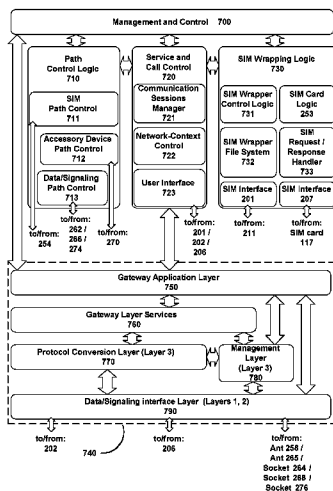 Management and Control 700
Path
Control Logic
710
SIM
Path Control
711
Accessory Device
Path Control
712
Data/Signaling
Path Control
713
to/from:
254
to/from:
262 /
266 /
274
to/from:
270
Service and
Call Control
720
Communication
Sessions
Manager
721
Network-Context
Control
722
User Interface
723
to/from:
201 /
202 /
206
SIM Wrapping Logic
730
SIM Wrapper
Control Logic
731
SIM Card
Logic
253
SIM Wrapper
File System
732
SIM
Request /
Response
Handler
733
SIM Interface
201
SIM Interface
207
to/from:
211
to/from:
SIM card
117
Gateway Application Layer
750
Gateway Layer Services
760
Protocol Conversion Layer (Layer 3)
770
Management
Layer
(Layer 3)
780
Data/Signaling Interface Layer (Layers 1, 2)
790
to/from:
202
740
to/from:
206
to/from:
Ant 258 /
Ant 265 /
Socket 264 /
Socket 268 /
Socket 276